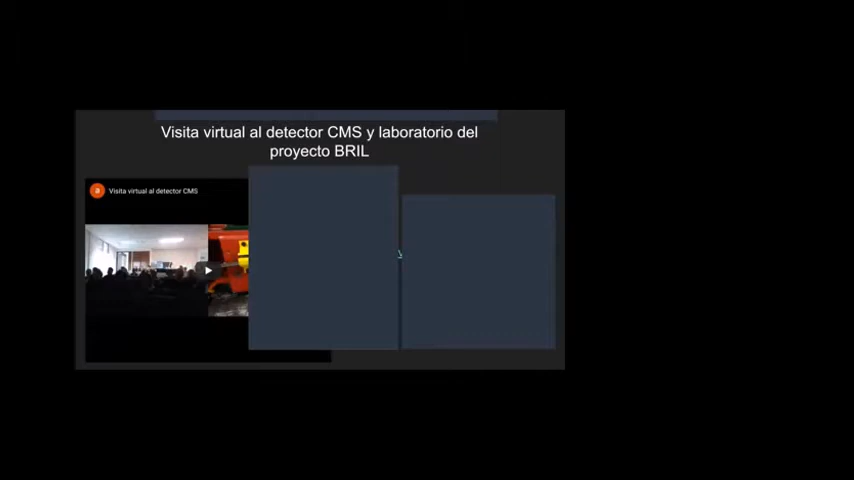 Visita virtual al detector CMS y laboratorio del
proyecto BRIL
a Visita virtual al detector CMS